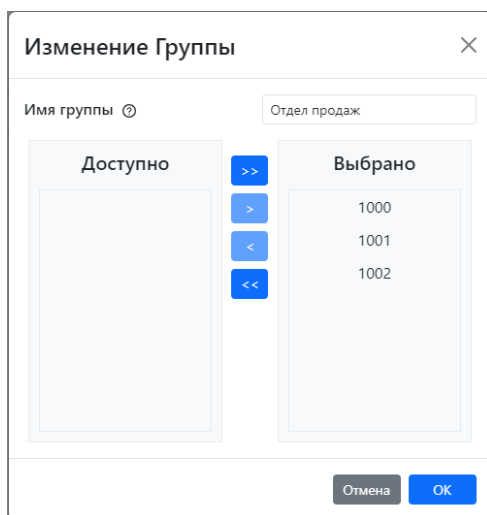 Изменение Группы
Имя группы
Отдел продаж
Доступно
>>
>
<
<<
Выбрано
1000
1001
1002
Отмена
OK